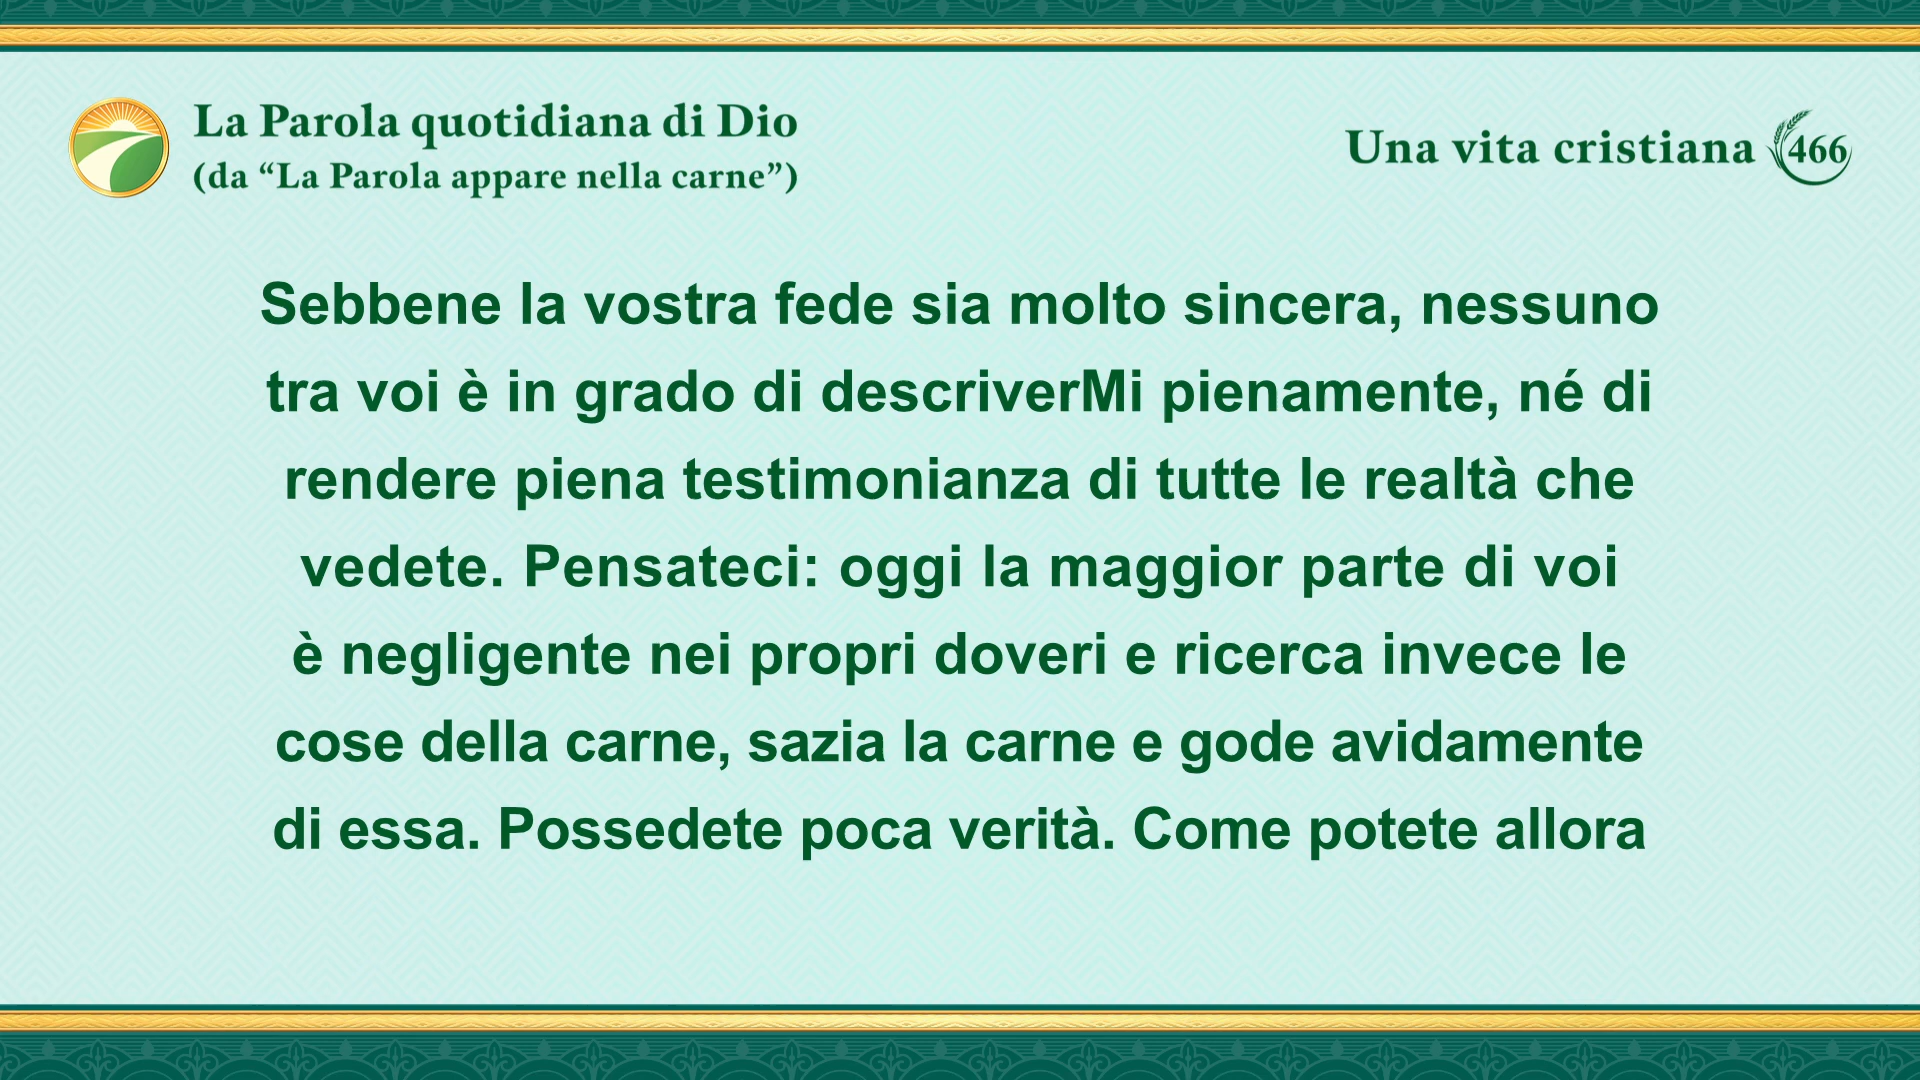 La Parola quotidiana di Dio
(da “La Parola appare nella carne”)
Una vita cristiana 466
Sebbene la vostra fede sia molto sincera, nessuno
tra voi è in grado di descriverMi pienamente, né di
rendere piena testimonianza di tutte le realtà che
vedete. Pensateci: oggi la maggior parte di voi
è negligente nei propri doveri e ricerca invece le
cose della carne, sazia la carne e gode avidamente
di essa. Possedete poca verità. Come potete allora